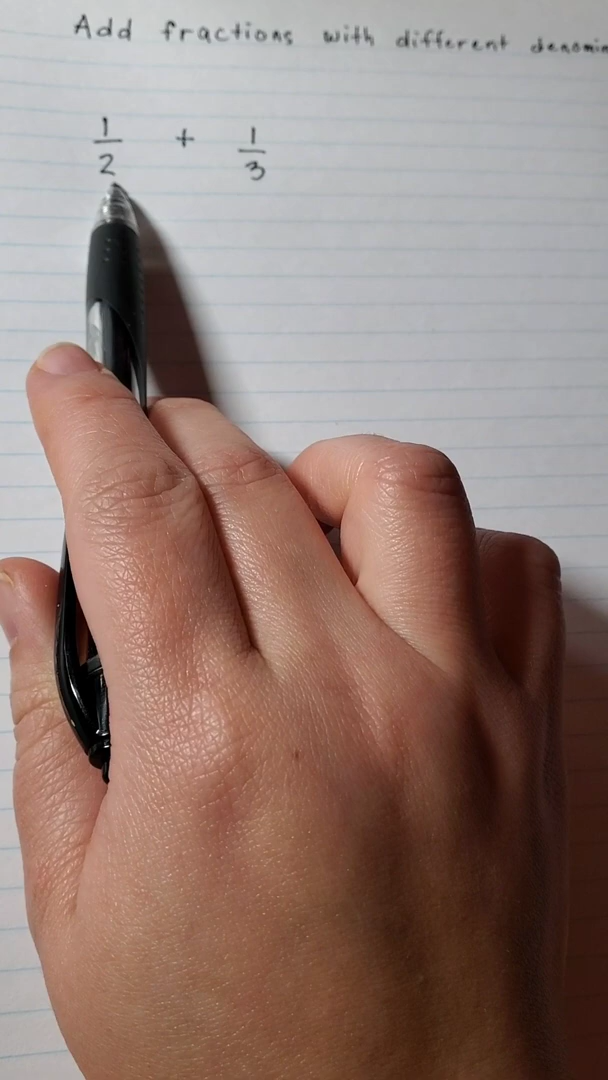 Add fractions with different
1/2 + 1/3